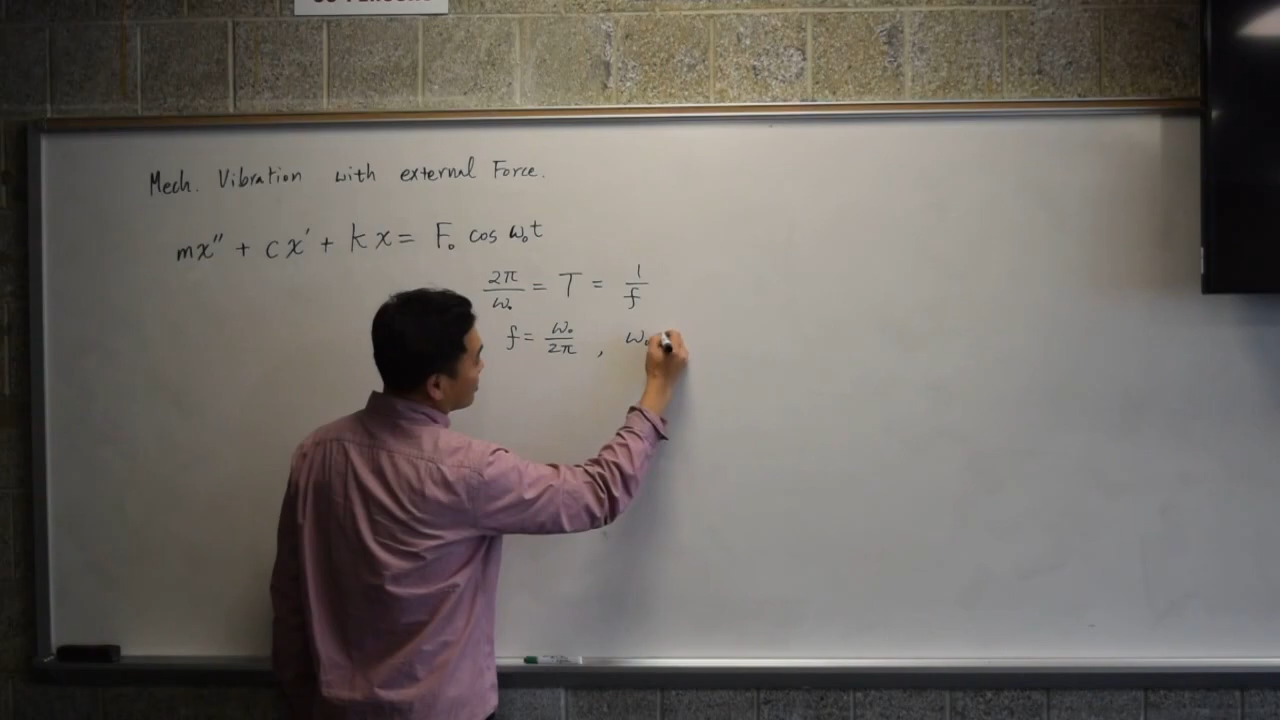 Mech. Vibration with external Force.
mx'' + cx' + kx = F₀ cos ω₀t
2π/ω₀ = T = 1/f
f = ω₀/2π , ω₀